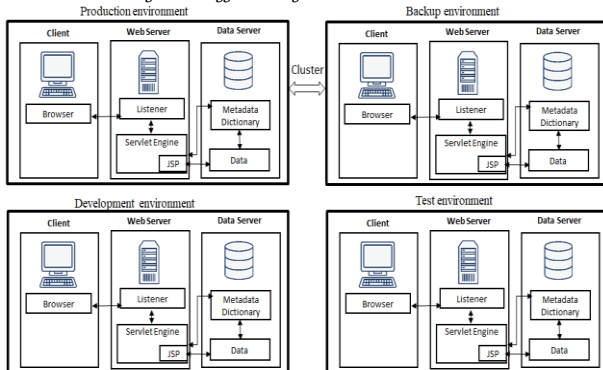 Production environment
Client
Web Server
Data Server
Browser
Listener
Servlet Engine
JSP
Metadata
Dictionary
Data
Cluster
Backup environment
Client
Web Server
Data Server
Browser
Listener
Servlet Engine
JSP
Metadata
Dictionary
Data
Development environment
Client
Web Server
Data Server
Browser
Listener
Servlet Engine
JSP
Metadata
Dictionary
Data
Test environment
Client
Web Server
Data Server
Browser
Listener
Servlet Engine
JSP
Metadata
Dictionary
Data